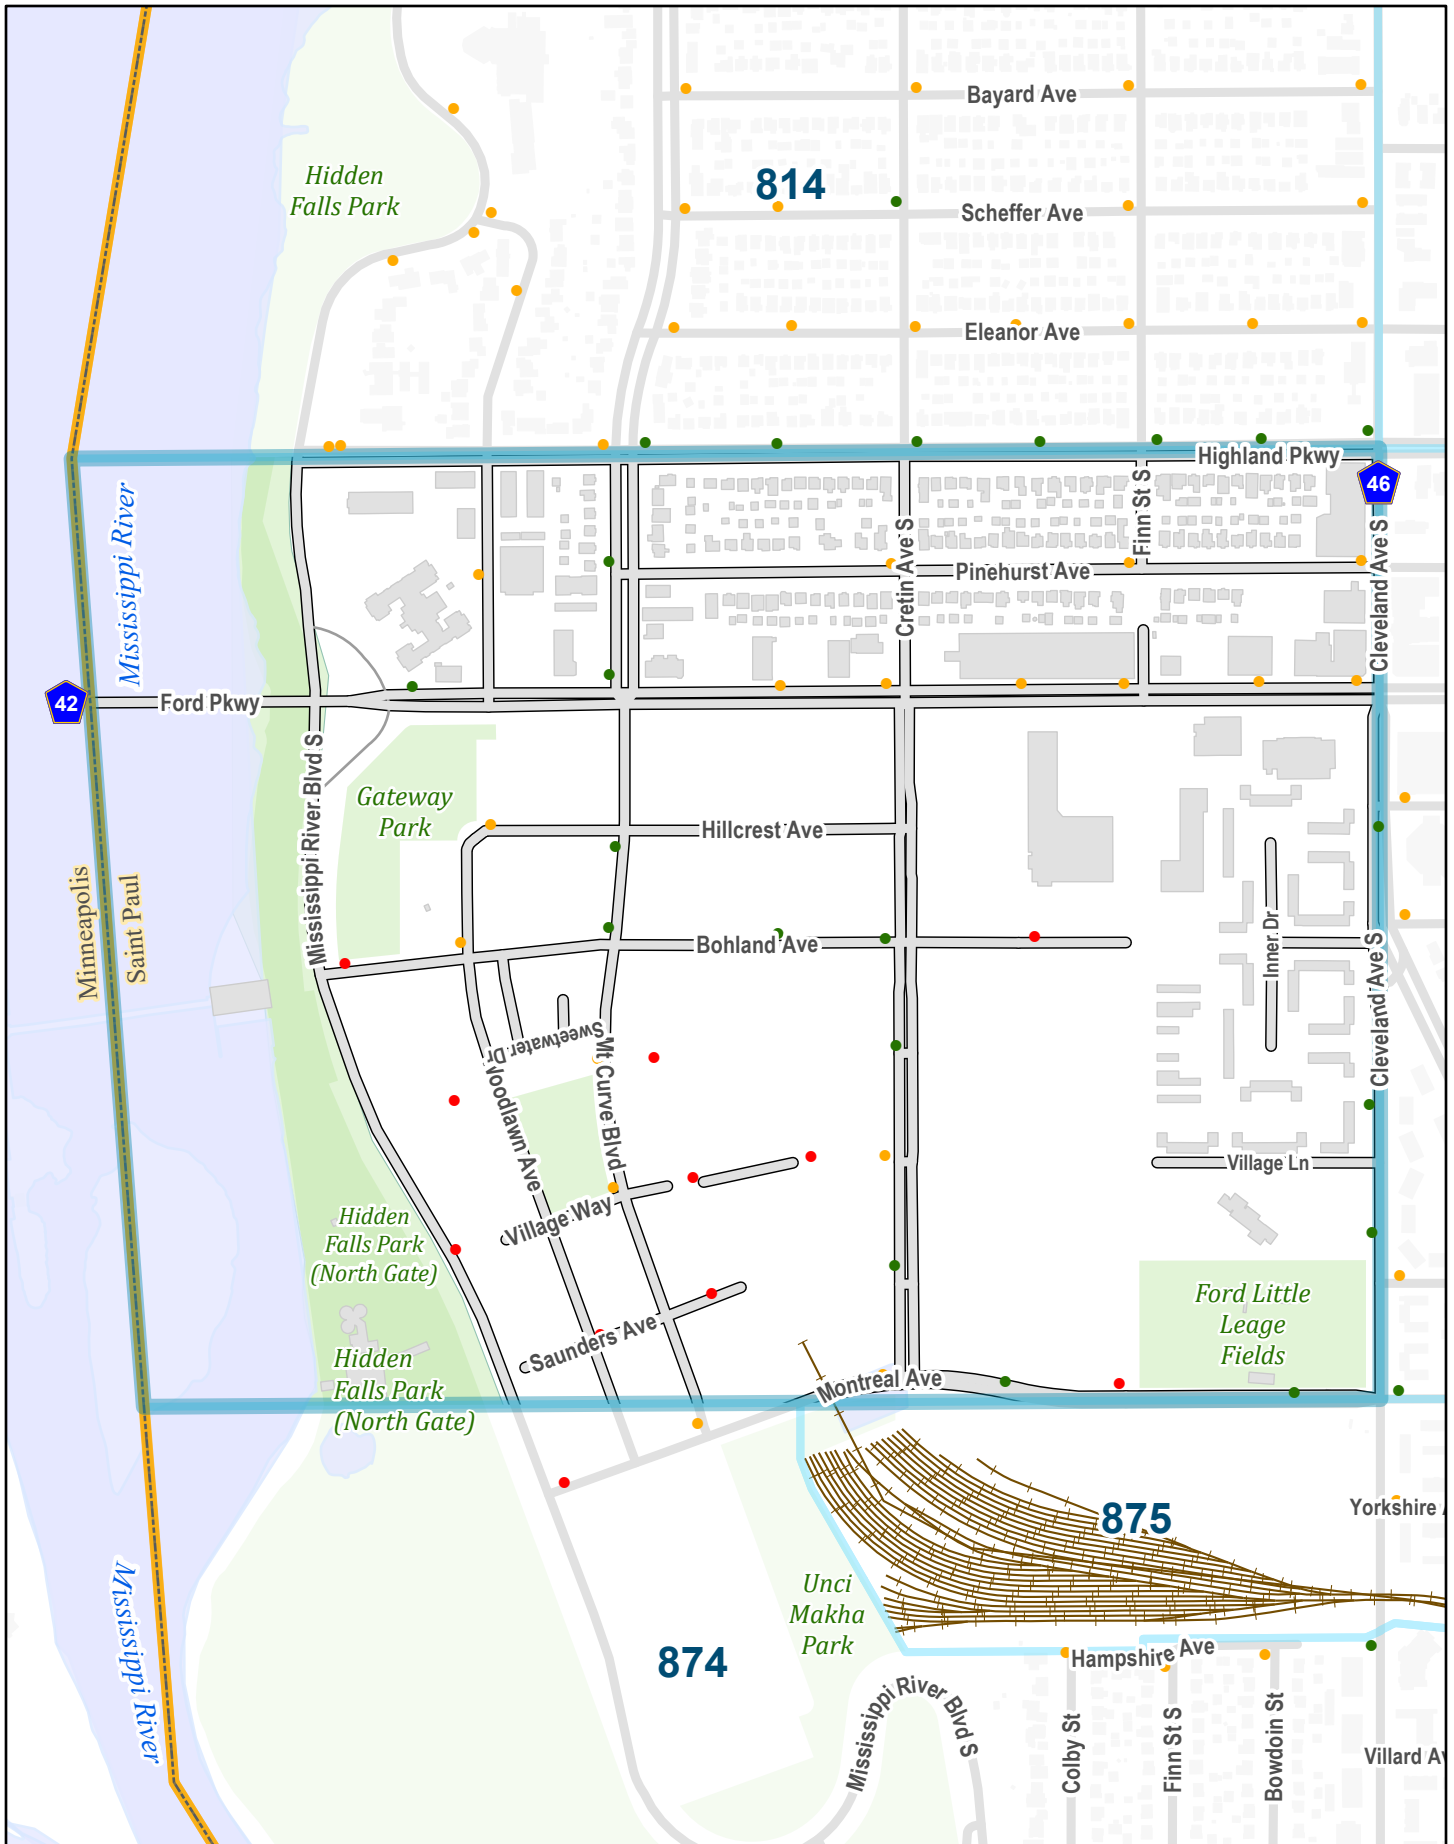 Bayard Ave
Hidden
Falls Park
814
Scheffer Ave
Eleanor Ave
Highland Pkwy
46
Mississippi River
Finn St S
Cretin Ave S
Cleveland Ave S
Pinehurst Ave
42
Ford Pkwy
Mississippi River Blvd S
Gateway
Park
Hillcrest Ave
Minneapolis
Saint Paul
Bohland Ave
Inner Dr
Cleveland Ave S
Sweetwater Dr
Mt Curve Blvd
Woodlawn Ave
Village Ln
Village Way
Hidden
Falls Park
(North Gate)
Ford Little
Leage
Fields
Saunders Ave
Hidden
Falls Park
(North Gate)
Montreal Ave
875
Yorkshire
Mississippi River
Unci
Makha
Park
874
Hampshire Ave
Mississippi River Blvd S
Colby St
Finn St S
Bowdoin St
Villard Av